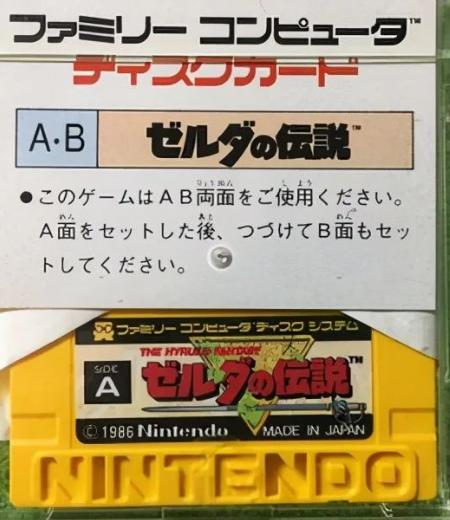 ファミリー コンピュータ™
ディスクカード
A・B ゼルダの伝説™
●このゲームはAB両面をご使用ください。
A面をセットした後、つづけてB面もセッ
トしてください。
ファミリー コンピュータ ディスク システム
THE HYRULE FANTASY
SIDE A
ゼルダの伝説™
© 1986 Nintendo MADE IN JAPAN
NINTENDO